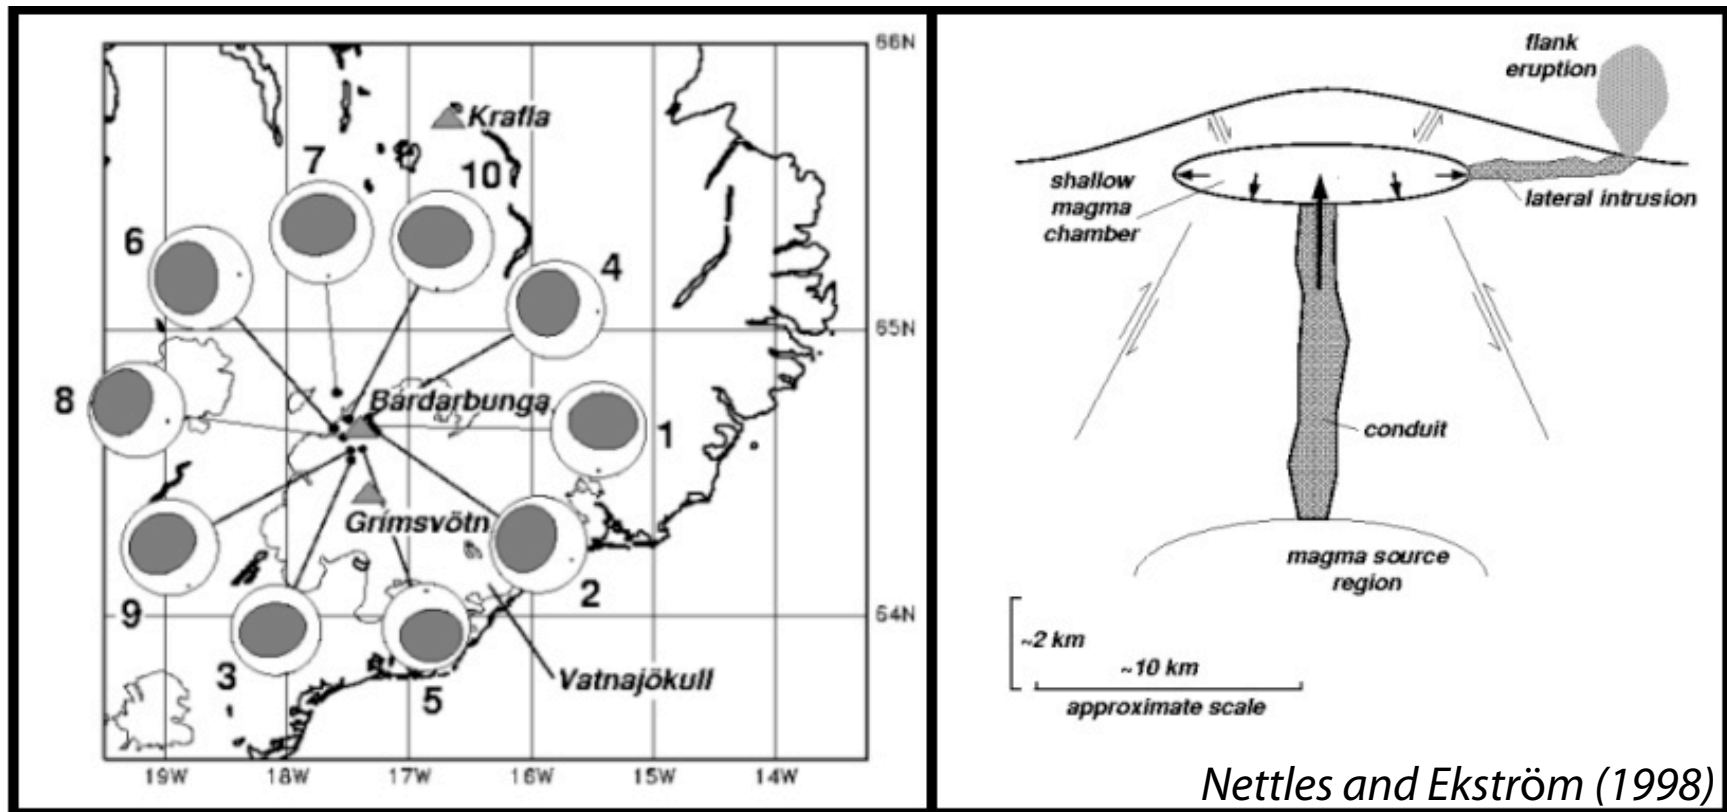 66N
Krafla
7
10
6
4
65N
8
Bárdarbunga
1
Grímsvötn
2
9
64N
3
5
Vatnajökull
19W 18W 17W 16W 15W 14W
flank
eruption
shallow
magma
chamber
lateral intrusion
conduit
magma source
region
~2 km
~10 km
approximate scale
Nettles and Ekström (1998)